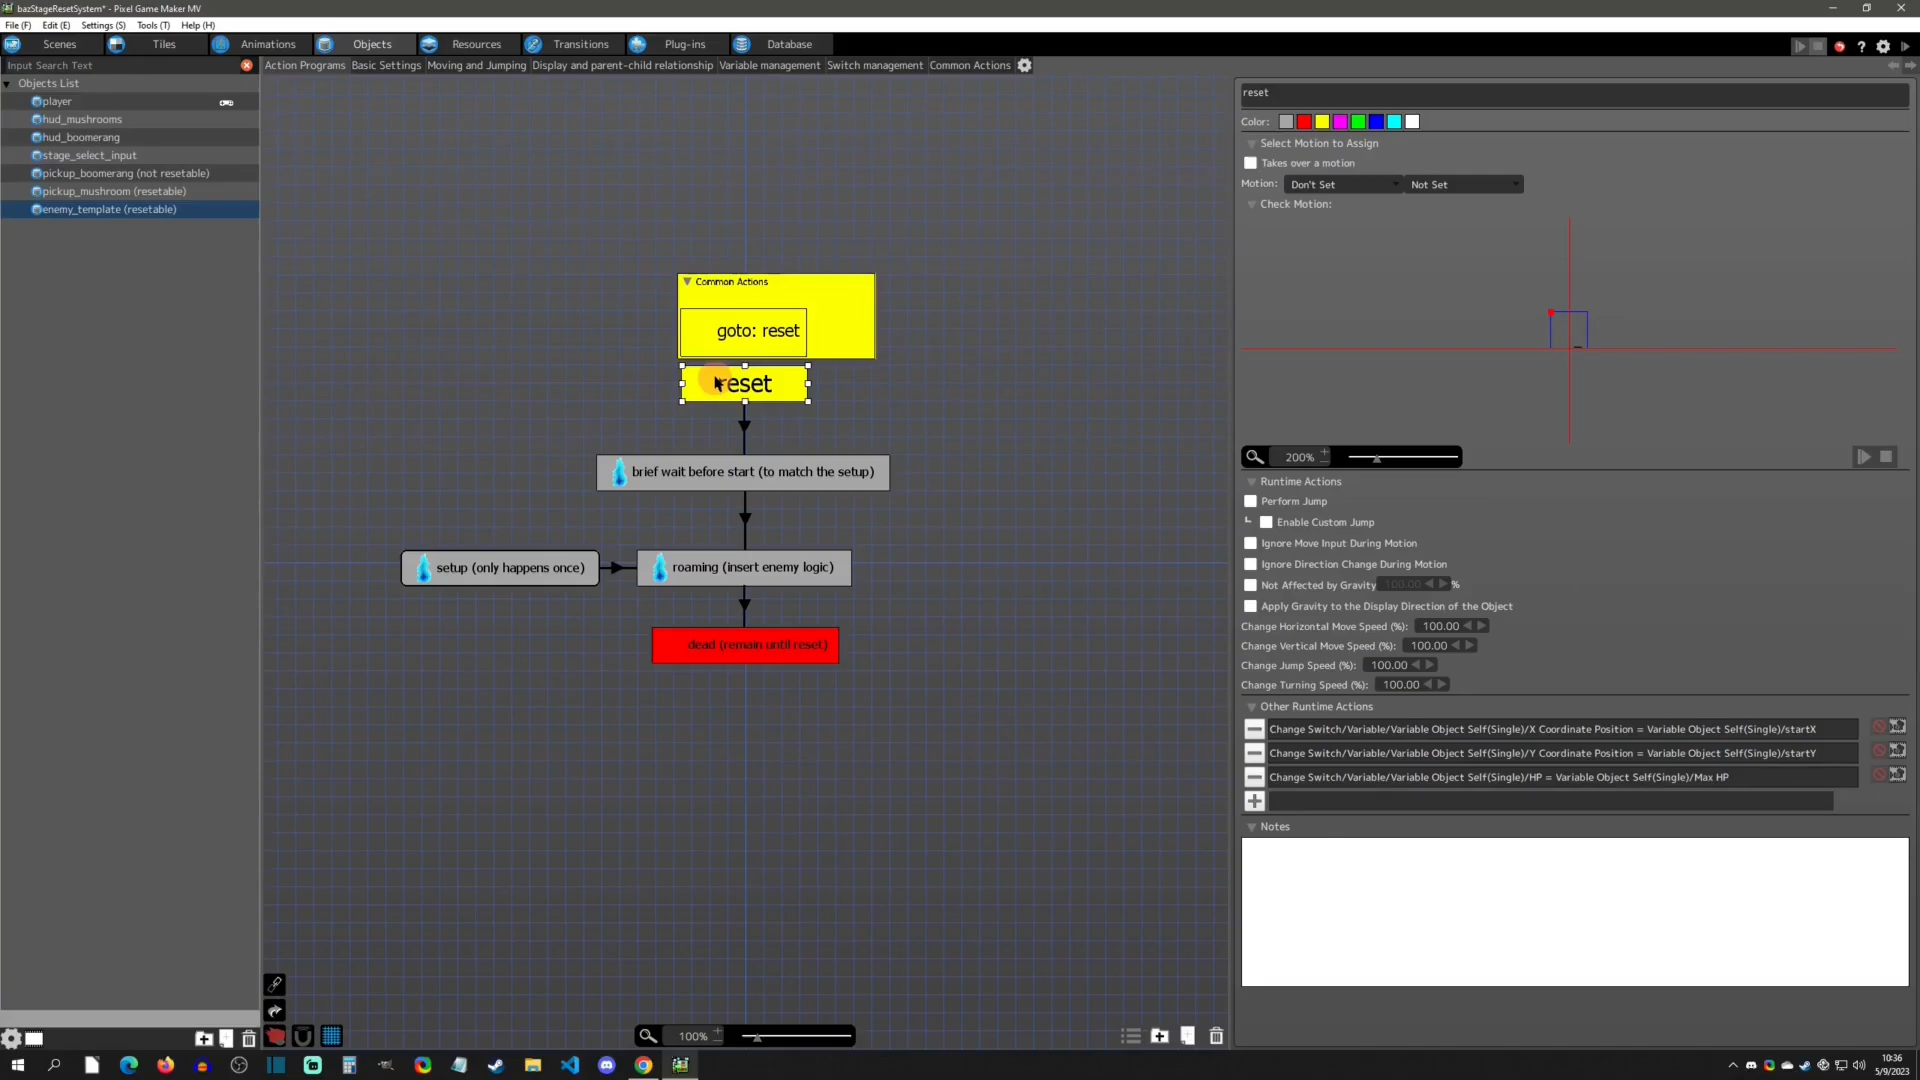 bazStageResetSystem* - Pixel Game Maker MV
File (F) Edit (E) Settings (S) Tools (T) Help (H)
Scenes Tiles Animations Objects Resources Transitions Plug-ins Database
Input Search Text
Action Programs Basic Settings Moving and Jumping Display and parent-child relationship Variable management Switch management Common Actions
Objects List
player
hud_mushrooms
hud_boomerang
stage_select_input
pickup_boomerang (not resetable)
pickup_mushroom (resetable)
enemy_template (resetable)
Common Actions
goto: reset
reset
brief wait before start (to match the setup)
setup (only happens once)
roaming (insert enemy logic)
dead (remain until reset)
100%
reset
Color:
Select Motion to Assign
Takes over a motion
Motion: Don't Set Not Set
Check Motion:
200%
Runtime Actions
Perform Jump
Enable Custom Jump
Ignore Move Input During Motion
Ignore Direction Change During Motion
Not Affected by Gravity 100.00 %
Apply Gravity to the Display Direction of the Object
Change Horizontal Move Speed (%): 100.00
Change Vertical Move Speed (%): 100.00
Change Jump Speed (%): 100.00
Change Turning Speed (%): 100.00
Other Runtime Actions
Change Switch/Variable/Variable Object Self(Single)/X Coordinate Position = Variable Object Self(Single)/startX
Change Switch/Variable/Variable Object Self(Single)/Y Coordinate Position = Variable Object Self(Single)/startY
Change Switch/Variable/Variable Object Self(Single)/HP = Variable Object Self(Single)/Max HP
Notes
10:36
5/9/2023